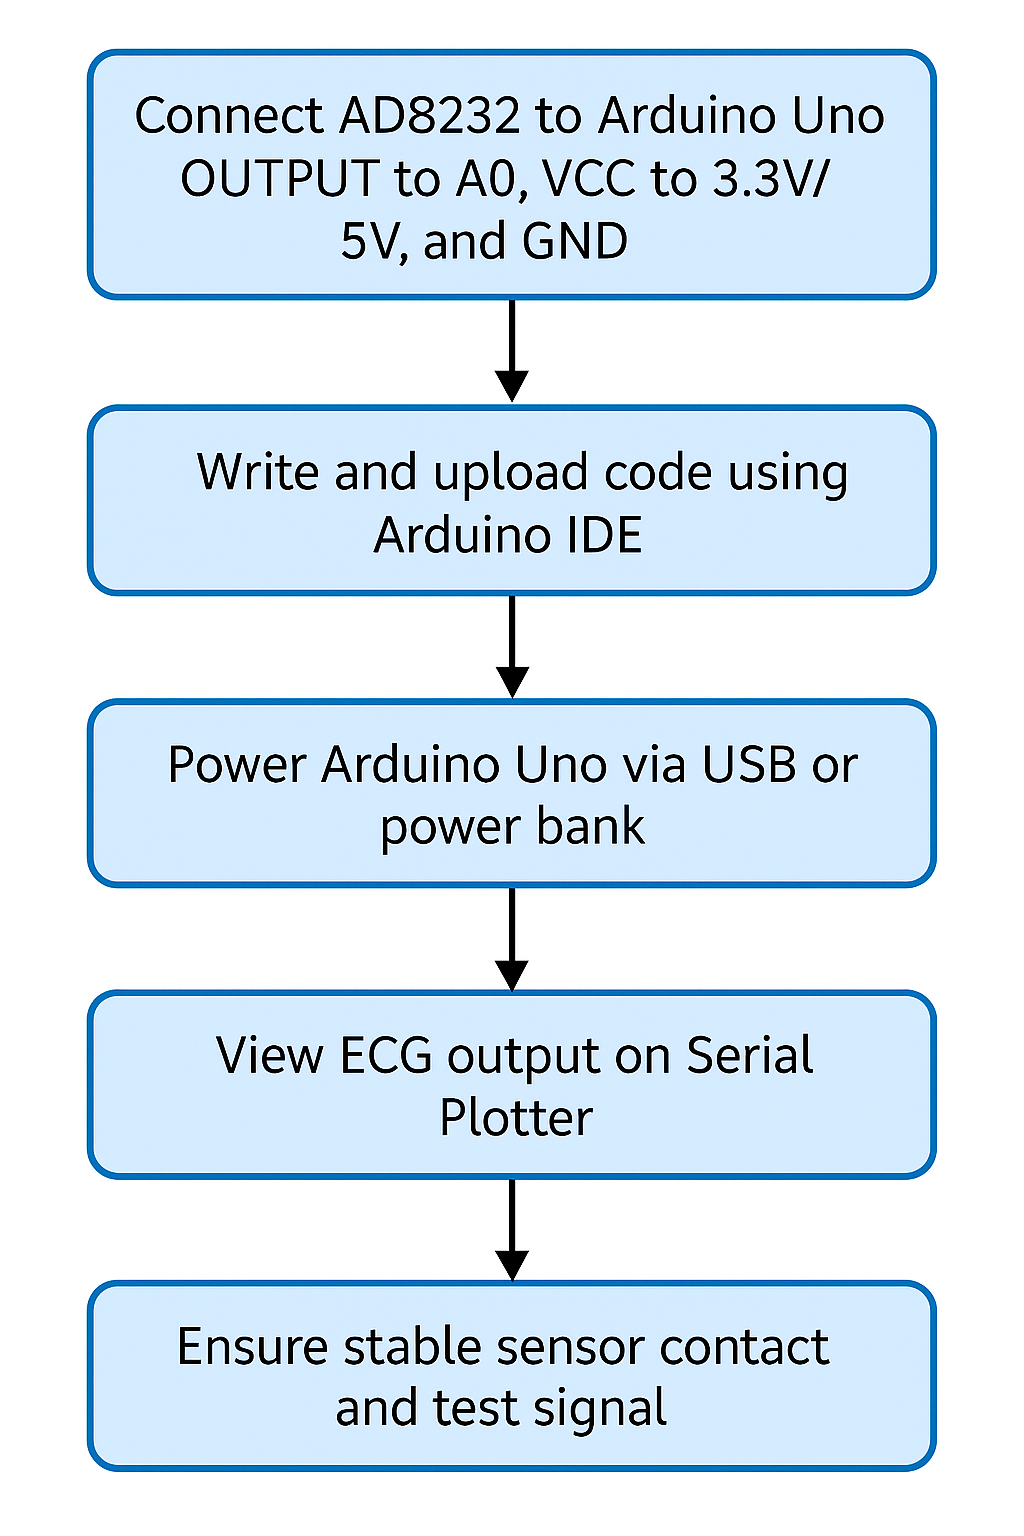 Connect AD8232 to Arduino Uno
OUTPUT to A0, VCC to 3.3V/
5V, and GND
Write and upload code using
Arduino IDE
Power Arduino Uno via USB or
power bank
View ECG output on Serial
Plotter
Ensure stable sensor contact
and test signal